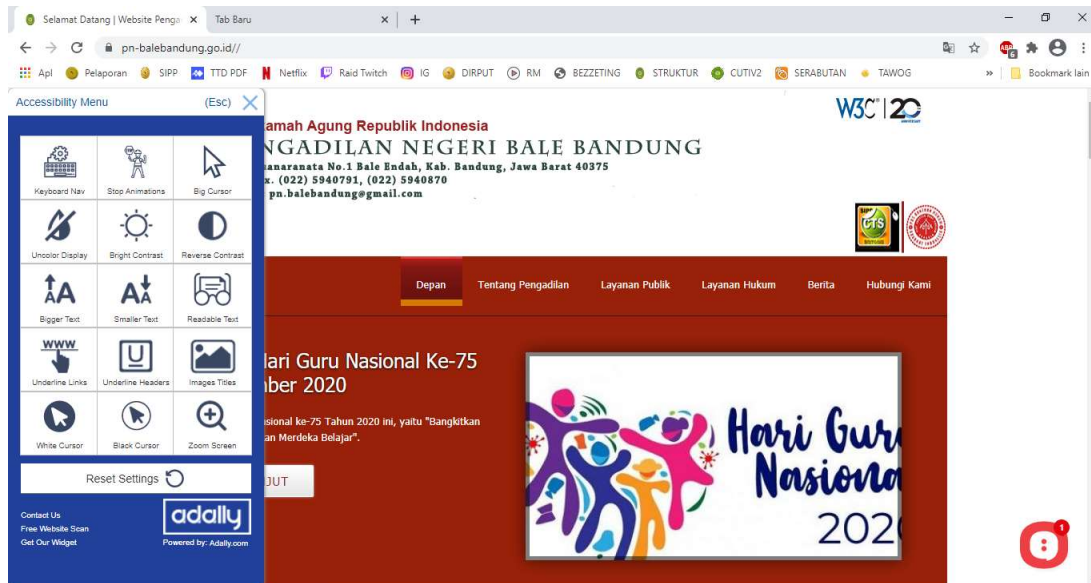 Selamat Datang | Website Penga
Tab Baru
pn-balebandung.go.id//
Apl Pelaporan SIPP TTD PDF Netflix Raid Twitch IG DIRPUT RM BEZZETING STRUKTUR CUTIV2 SERABUTAN TAWOG » Bookmark lain
Accessibility Menu (Esc)
Keyboard Nav Stop Animations Big Cursor
Uncolor Display Bright Contrast Reverse Contrast
Bigger Text Smaller Text Readable Text
WWW
Underline Links Underline Headers Images Titles
White Cursor Black Cursor Zoom Screen
Reset Settings
Contact Us
Free Website Scan
Get Our Widget
adally
Powered by: Adally.com
amah Agung Republik Indonesia
NGADILAN NEGERI BALE BANDUNG
anaranata No.1 Bale Endah, Kab. Bandung, Jawa Barat 40375
x. (022) 5940791, (022) 5940870
pn.balebandung@gmail.com
W3C 20
CTS
Depan Tentang Pengadilan Layanan Publik Layanan Hukum Berita Hubungi Kami
Hari Guru Nasional Ke-75
mber 2020
asional ke-75 Tahun 2020 ini, yaitu "Bangkitkan
an Merdeka Belajar".
JUT
Hari Guru
Nasional
2020
1